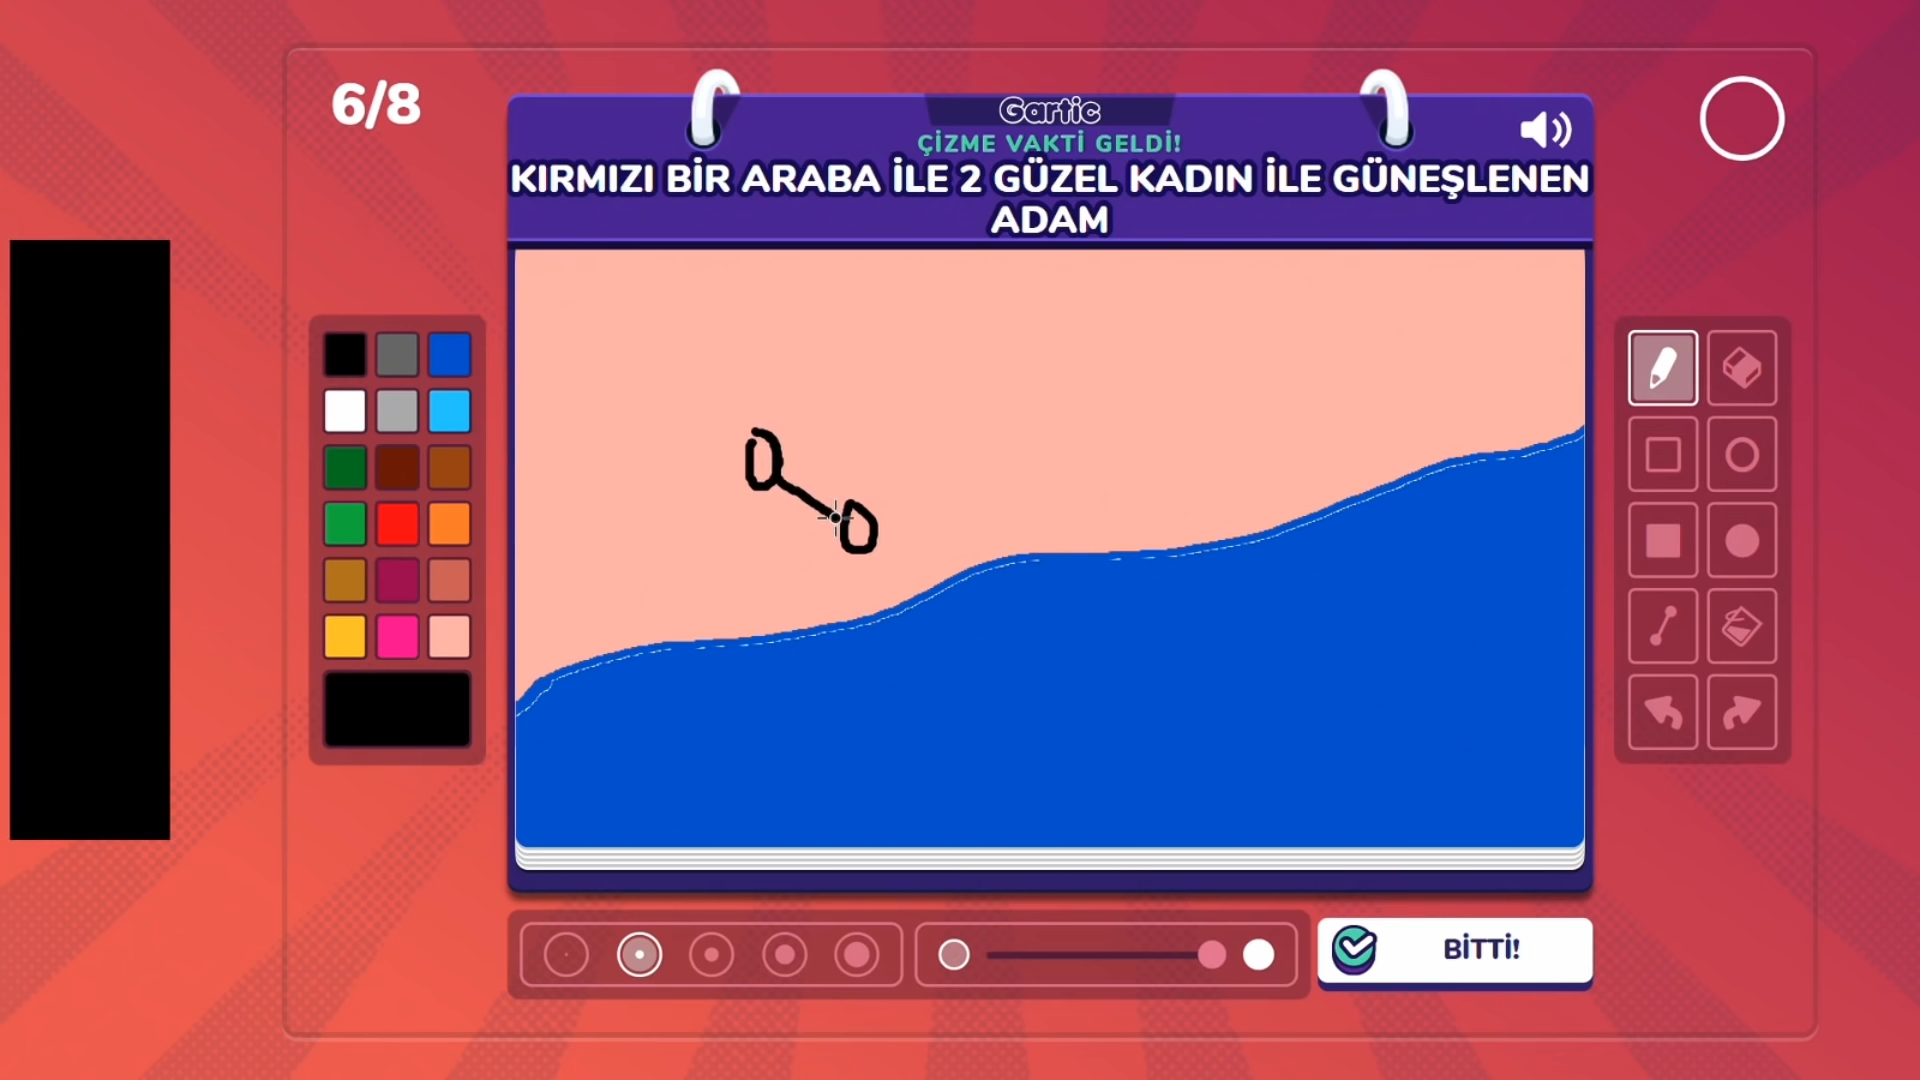 6/8
Gartic
ÇİZME VAKTİ GELDİ!
KIRMIZI BİR ARABA İLE 2 GÜZEL KADIN İLE GÜNEŞLENEN
ADAM
BİTTİ!